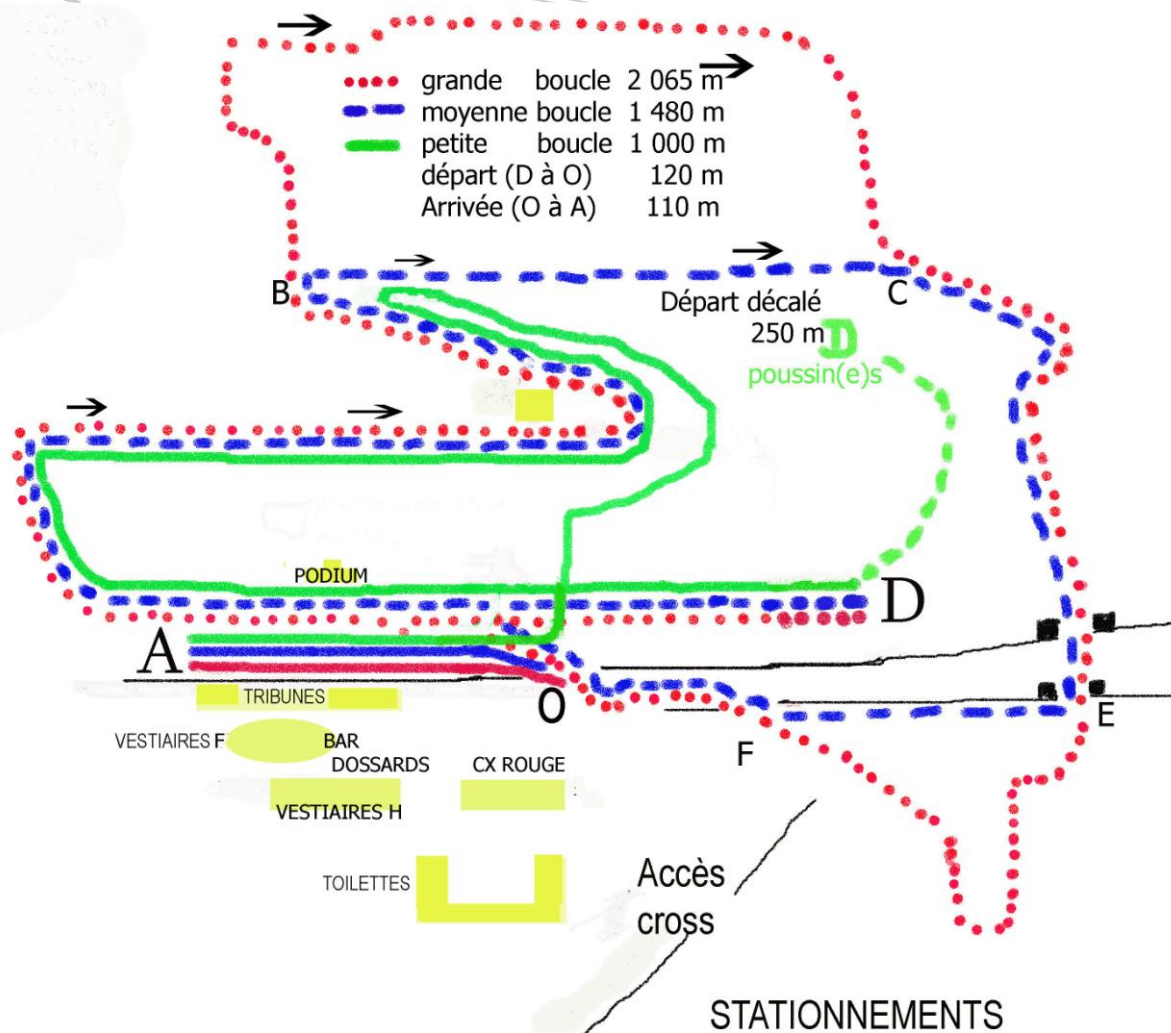 grande boucle 2 065 m
moyenne boucle 1 480 m
petite boucle 1 000 m
départ (D à O) 120 m
Arrivée (O à A) 110 m
B
C
Départ décalé
250 m D
poussin(e)s
PODIUM
D
A
O
E
F
TRIBUNES
VESTIAIRES F BAR
DOSSARDS CX ROUGE
VESTIAIRES H
TOILETTES
Accès
cross
STATIONNEMENTS